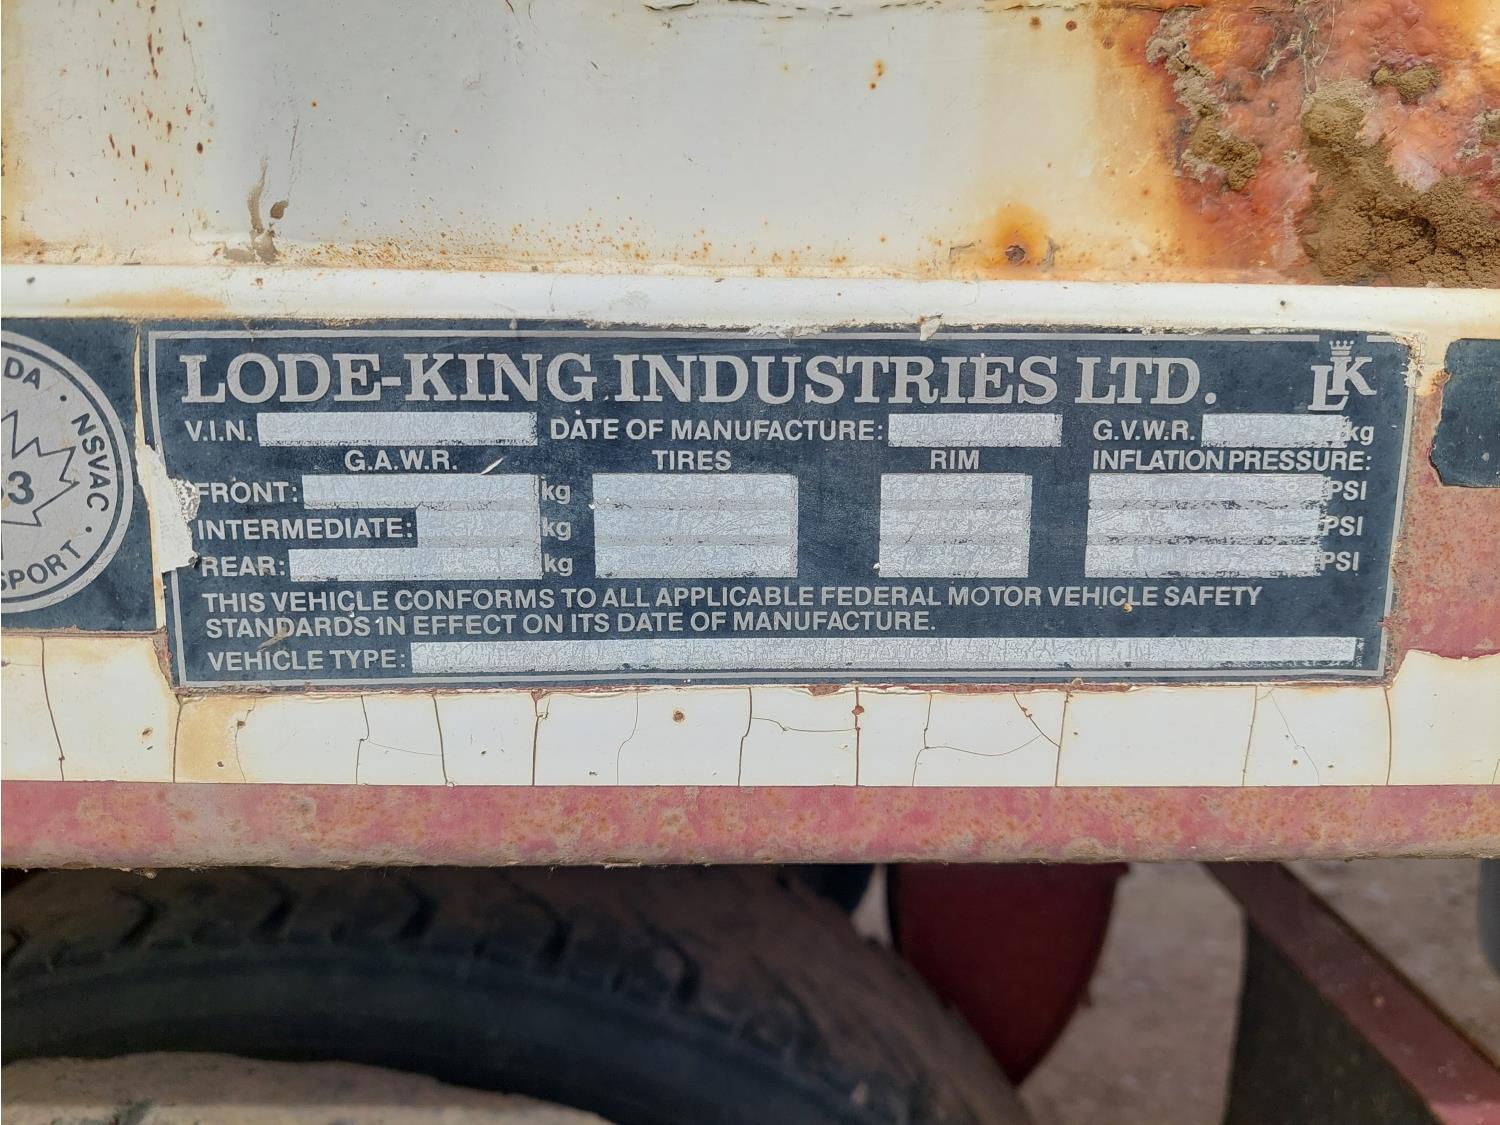 LODE-KING INDUSTRIES LTD. LK
V.I.N. DATE OF MANUFACTURE: G.V.W.R. kg
G.A.W.R. TIRES RIM INFLATION PRESSURE:
FRONT: kg PSI
INTERMEDIATE: kg PSI
REAR: kg PSI
THIS VEHICLE CONFORMS TO ALL APPLICABLE FEDERAL MOTOR VEHICLE SAFETY
STANDARDS IN EFFECT ON ITS DATE OF MANUFACTURE.
VEHICLE TYPE:
DA · NSVAC · SPORT
63